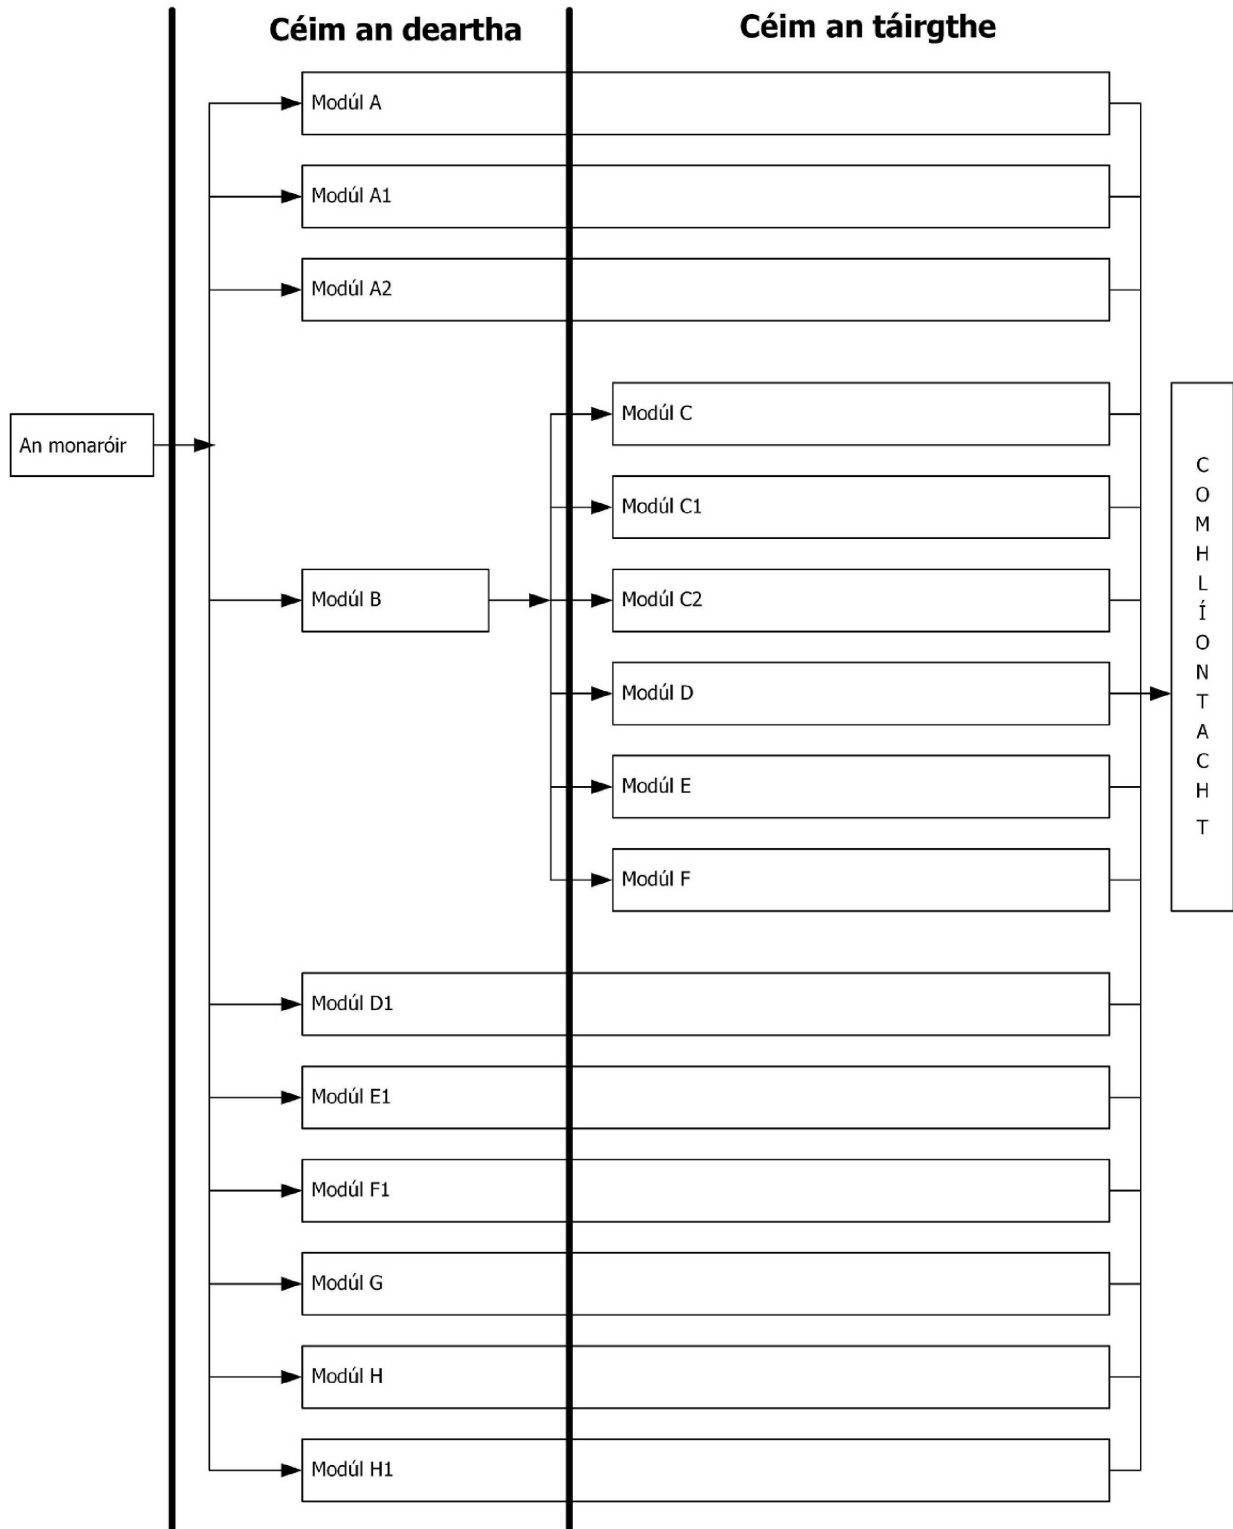 Céim an deartha
Céim an táirgthe
Modúl A
Modúl A1
Modúl A2
Modúl C
An monaróir
Modúl C1
Modúl B
Modúl C2
Modúl D
Modúl E
Modúl F
COMHLÍONTACHT
Modúl D1
Modúl E1
Modúl F1
Modúl G
Modúl H
Modúl H1